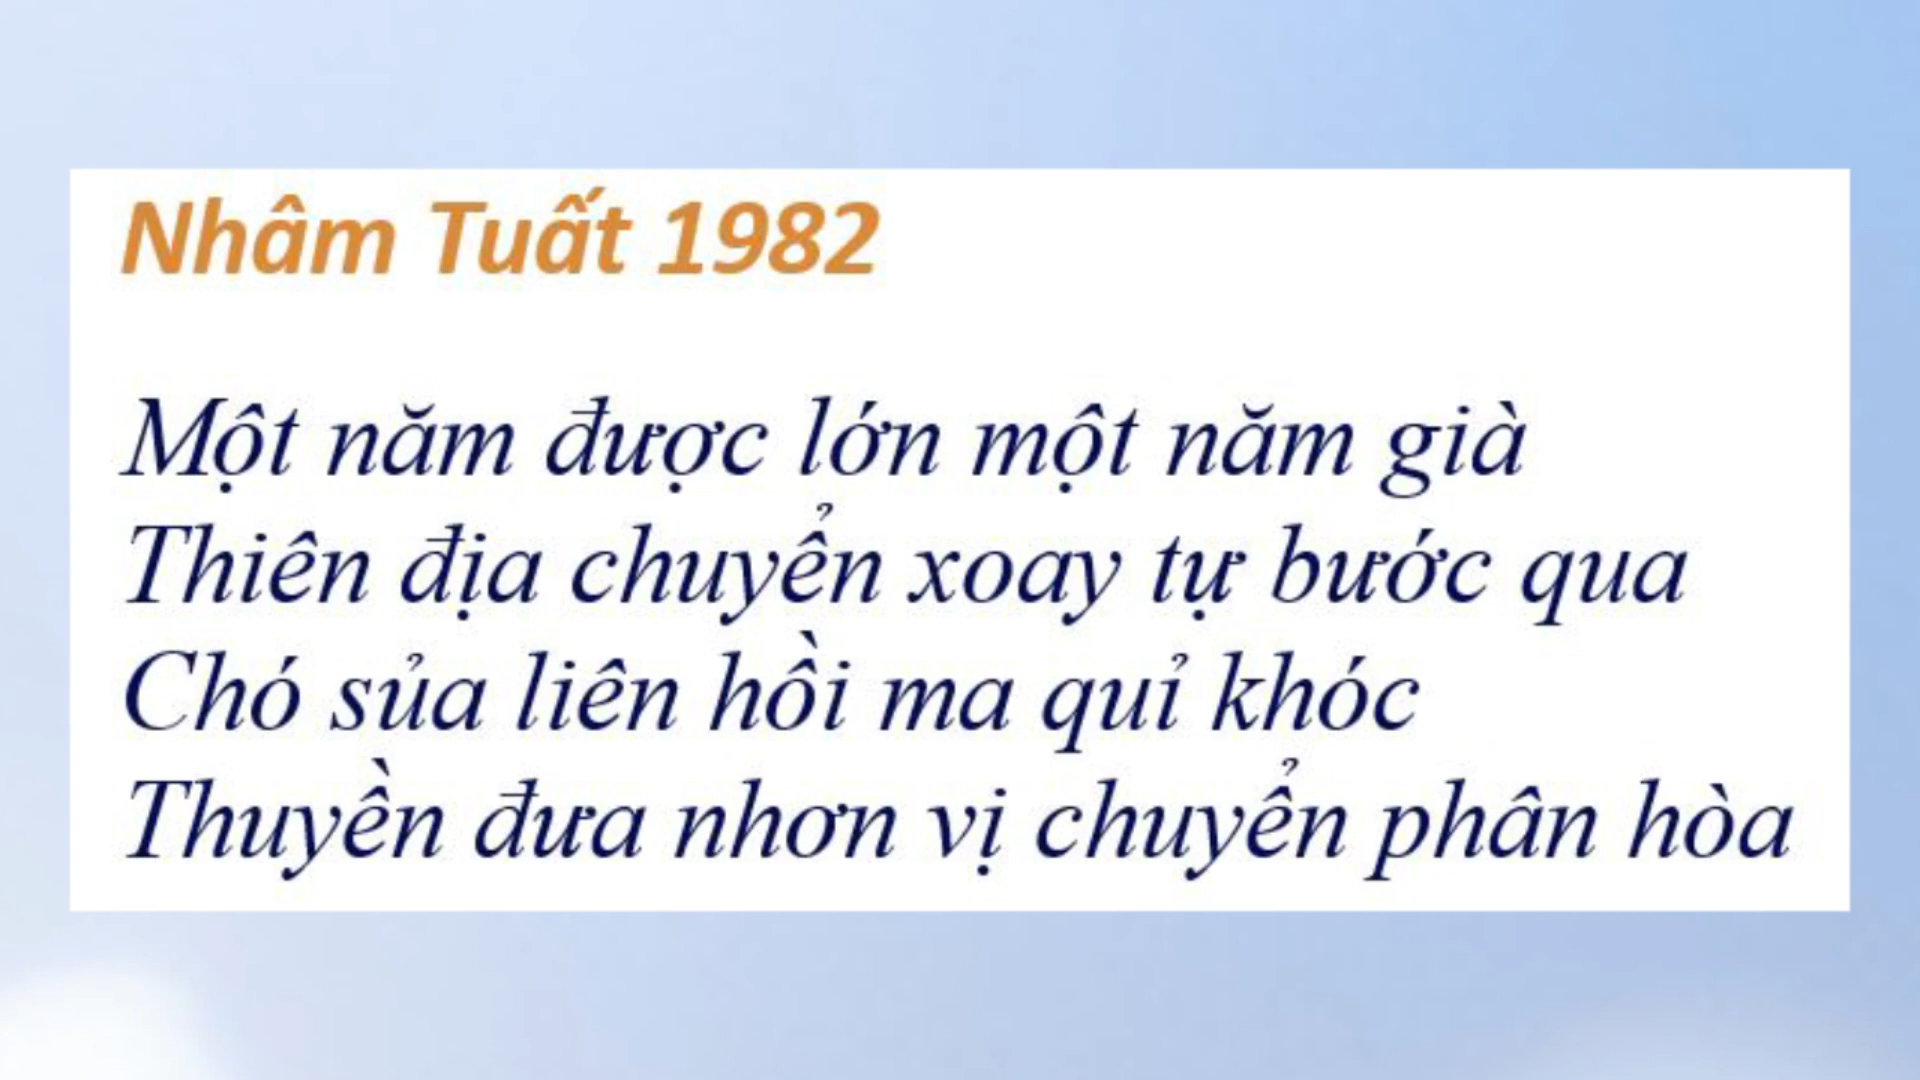 Nhâm Tuất 1982
Một năm được lớn một năm già
Thiên địa chuyển xoay tự bước qua
Chó sủa liên hồi ma quỉ khóc
Thuyền đưa nhơn vị chuyển phân hòa